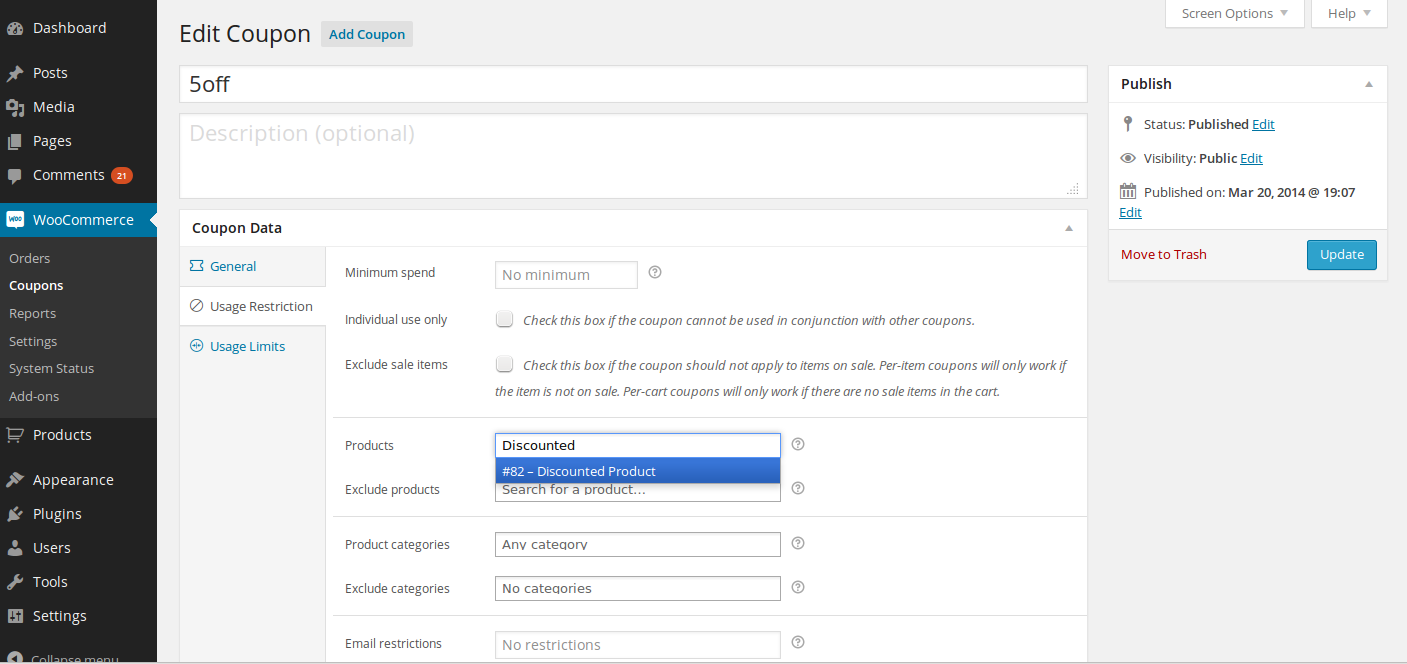 Dashboard
Posts
Media
Pages
Comments 21
WooCommerce
Orders
Coupons
Reports
Settings
System Status
Add-ons
Products
Appearance
Plugins
Users
Tools
Settings
Collapse menu
Screen Options
Help
Edit Coupon Add Coupon
5off
Description (optional)
Coupon Data
General
Usage Restriction
Usage Limits
Minimum spend No minimum
Individual use only Check this box if the coupon cannot be used in conjunction with other coupons.
Exclude sale items Check this box if the coupon should not apply to items on sale. Per-item coupons will only work if
the item is not on sale. Per-cart coupons will only work if there are no sale items in the cart.
Products Discounted
#82 – Discounted Product
Exclude products Search for a product...
Product categories Any category
Exclude categories No categories
Email restrictions No restrictions
Publish
Status: Published Edit
Visibility: Public Edit
Published on: Mar 20, 2014 @ 19:07
Edit
Move to Trash Update